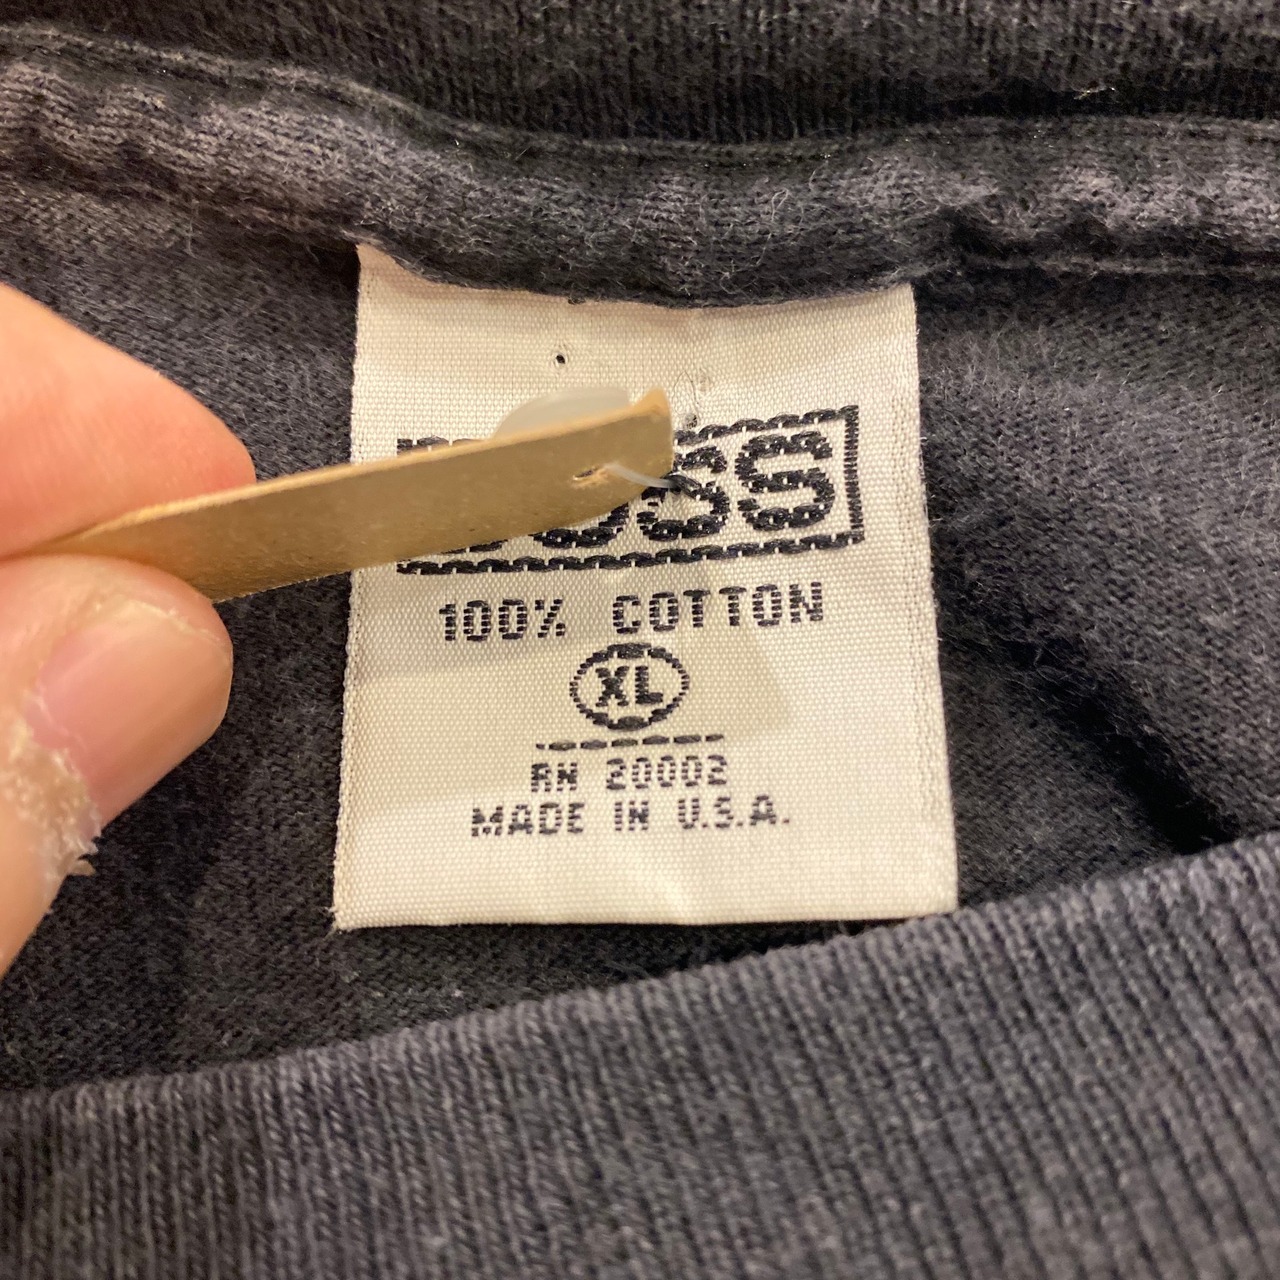 100% COTTON
XL
RN 20002
MADE IN U.S.A.